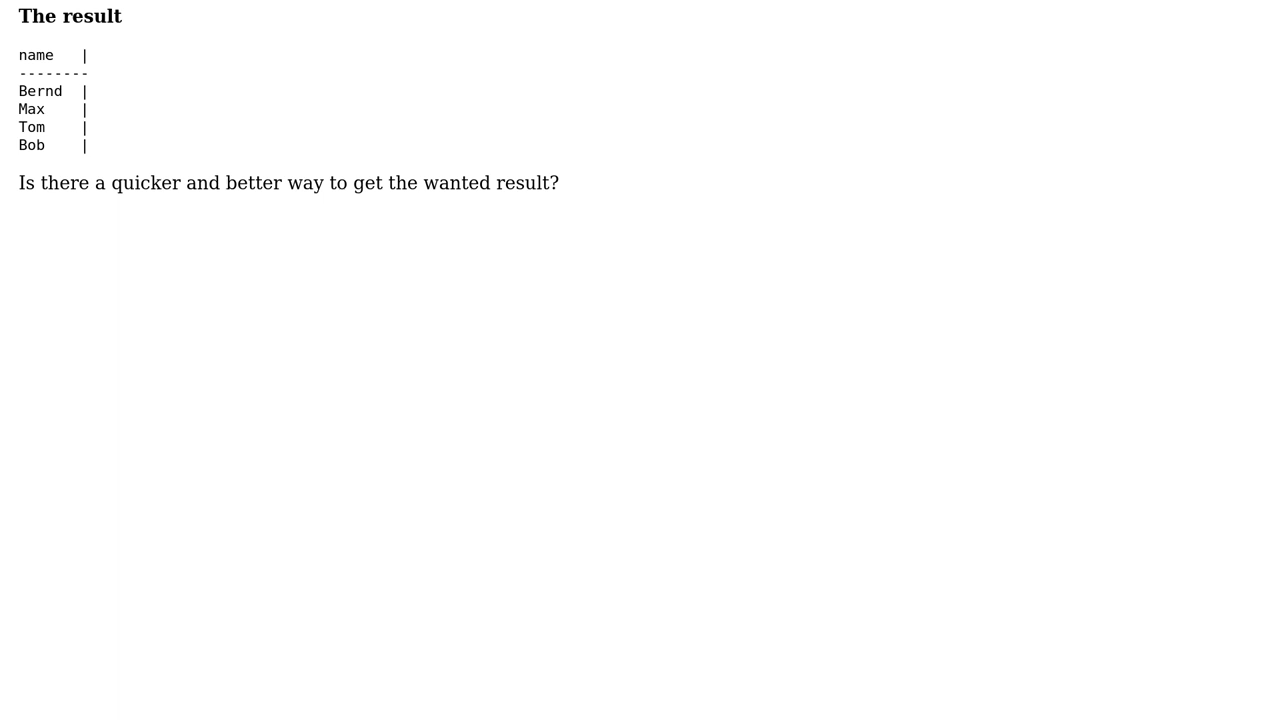 The result
name   |
--------
Bernd  |
Max    |
Tom    |
Bob    |
Is there a quicker and better way to get the wanted result?